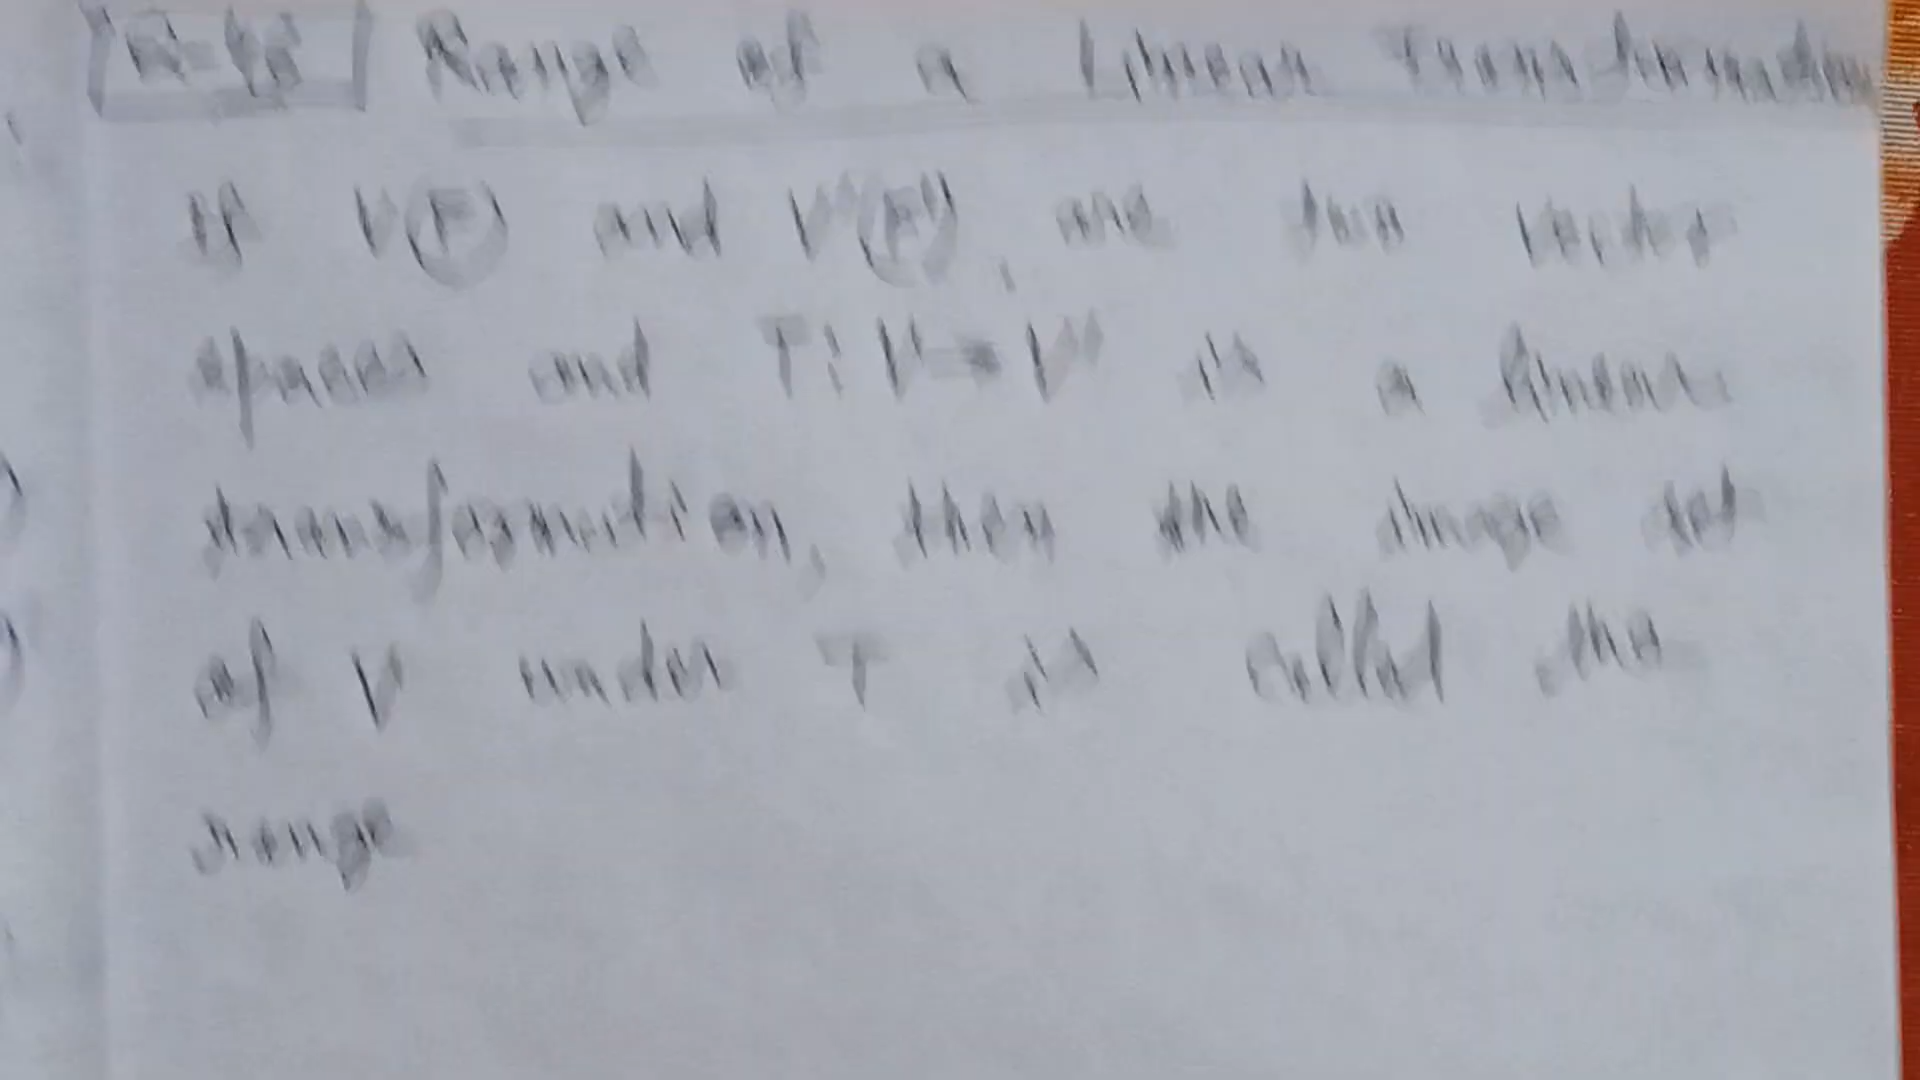 Range of a Linear Transformation
If V(F) and V'(F), are two vector
spaces and T: V → V' is a linear
transformation, then the image set
of V under T is called the
range